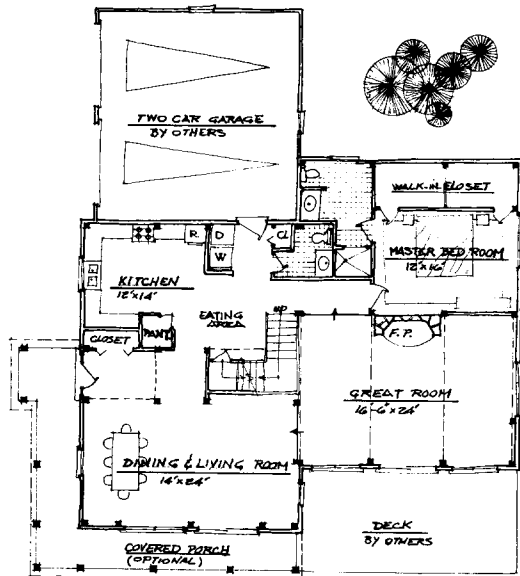 TWO CAR GARAGE
BY OTHERS
WALK-IN CLOSET
R.
D
W
CL
MASTER BED ROOM
12'x16'
KITCHEN
12'x14'
EATING
AREA
UP
PANT.
CLOSET
F.P.
GREAT ROOM
16'-6"x24'
DINING & LIVING ROOM
14'x24'
DECK
BY OTHERS
COVERED PORCH
(OPTIONAL)